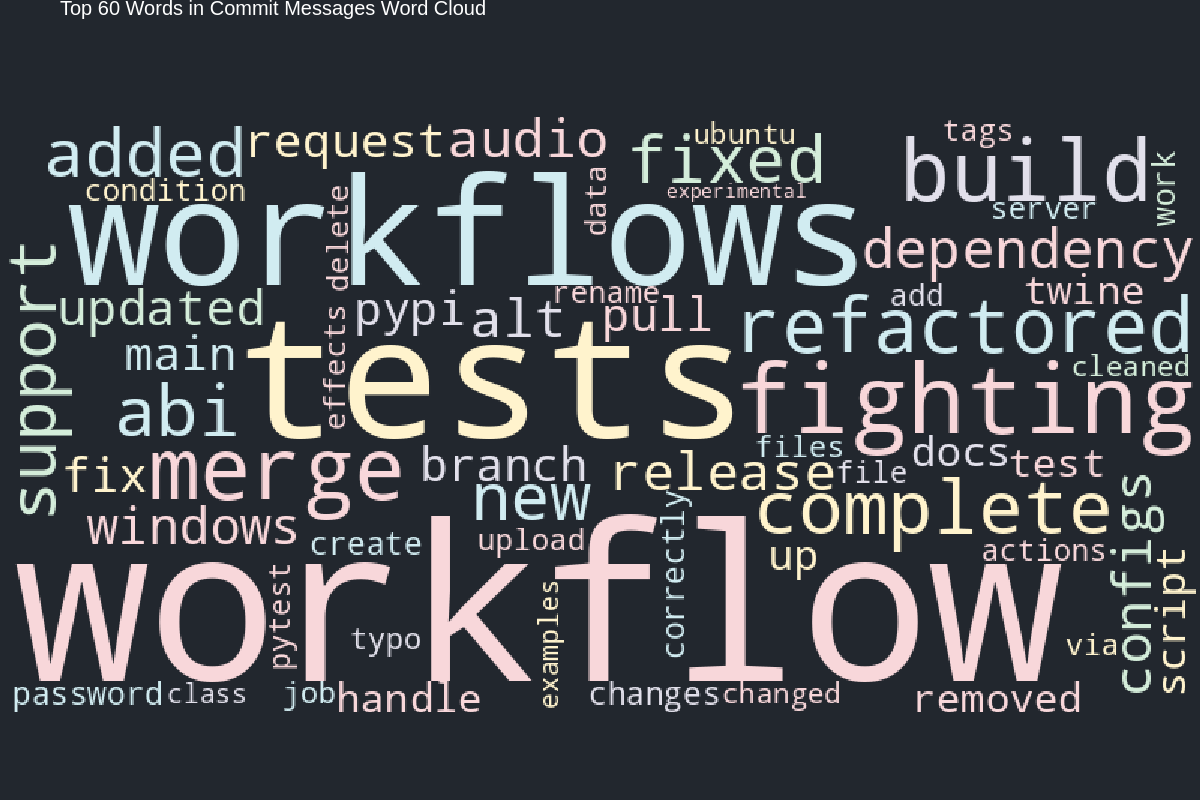 Top 60 Words in Commit Messages Word Cloud
added
request
audio
fixed
ubuntu
tags
build
work
condition
workflows
delete
data
experimental
server
dependency
support
updated
pypi
alt
rename
pull
add
twine
refactored
main
effects
tests
cleaned
abi
fighting
fix
merge
branch
new
release
files
file
docs
test
complete
configs
windows
create
upload
correctly
up
actions
script
workflow
pytest
typo
examples
via
password
class
job
handle
changes
changed
removed